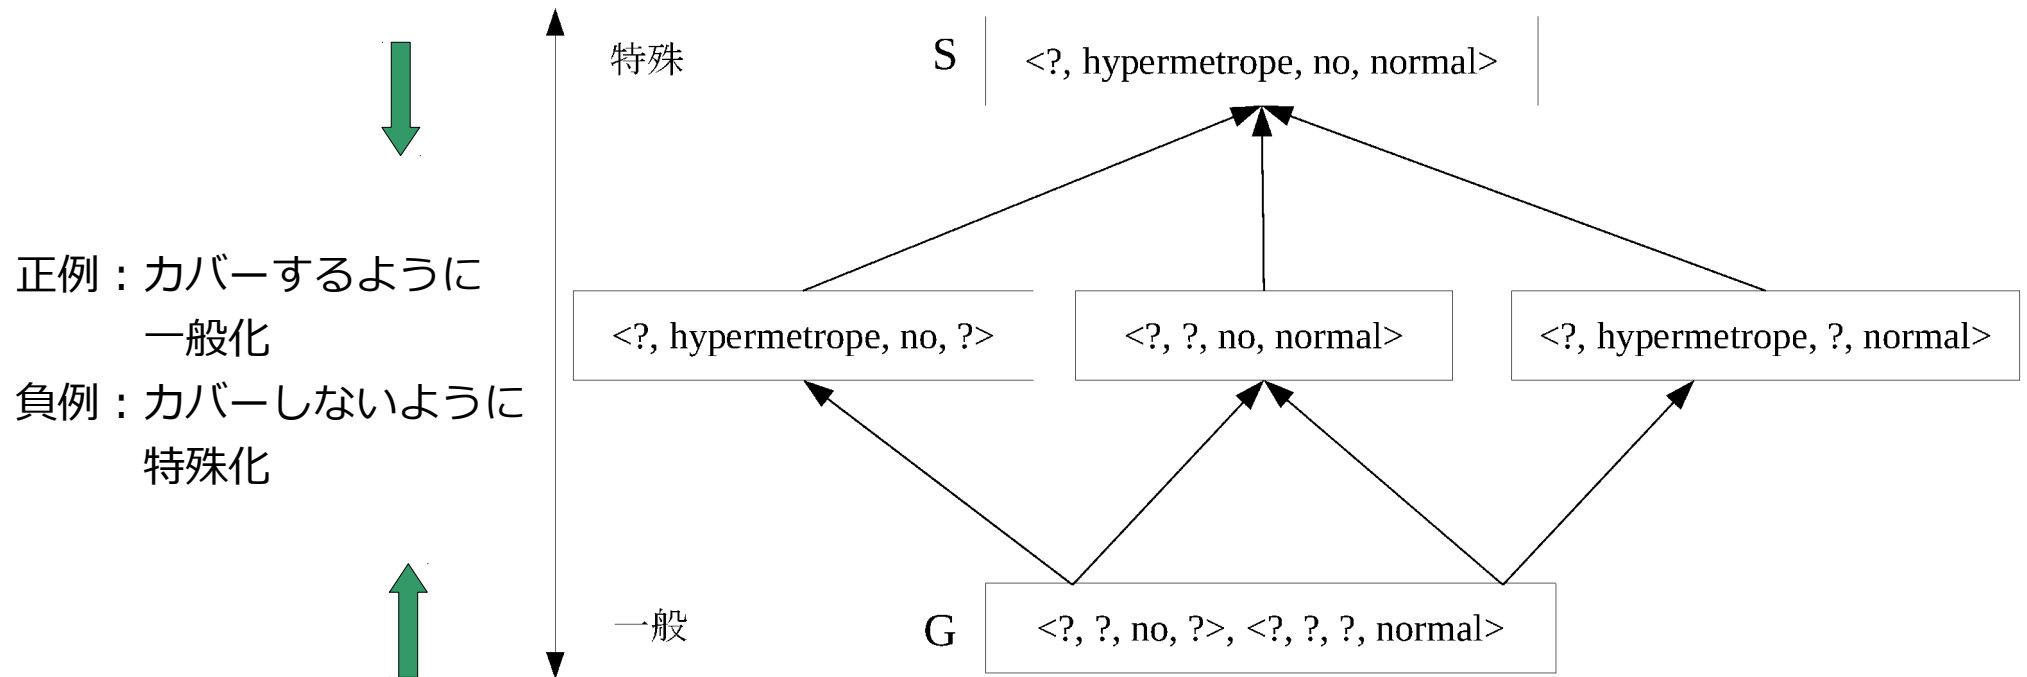 特殊
S
<?, hypermetrope, no, normal>
正例：カバーするように
一般化
負例：カバーしないように
特殊化
<?, hypermetrope, no, ?>
<?, ?, no, normal>
<?, hypermetrope, ?, normal>
一般
G
<?, ?, no, ?>, <?, ?, ?, normal>